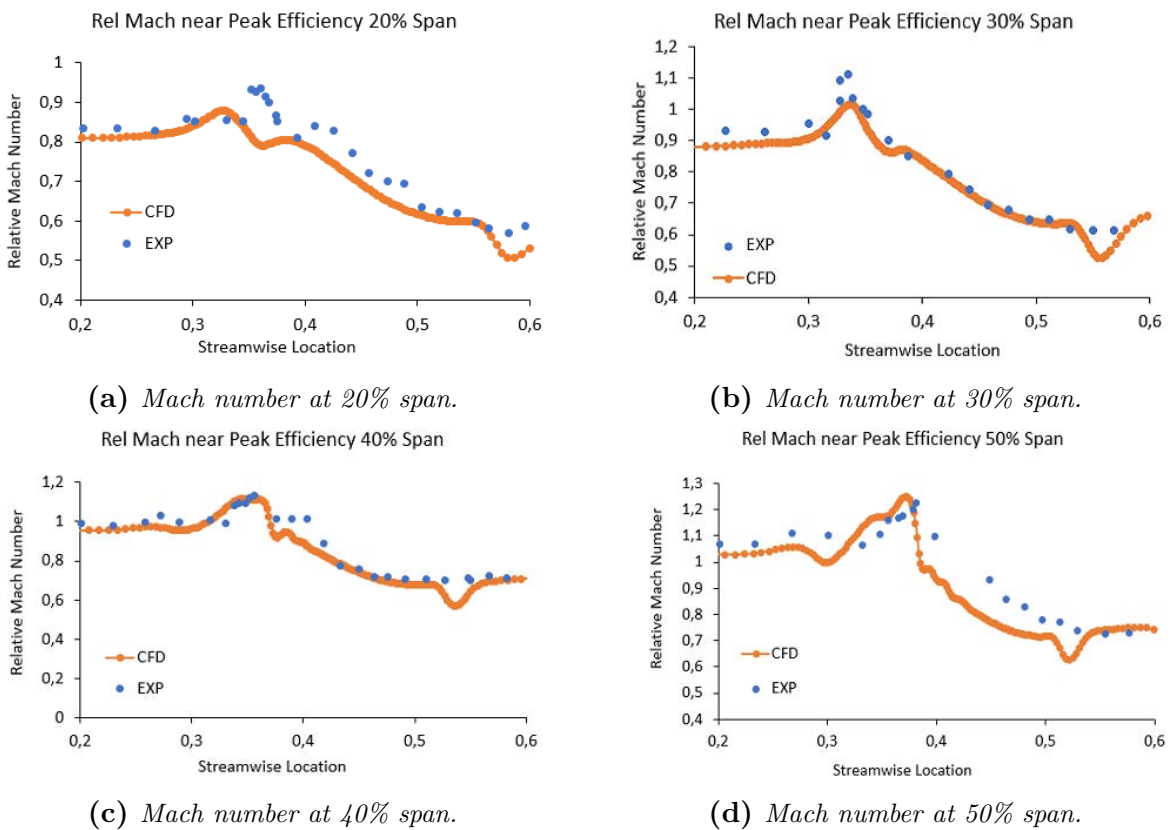 Rel Mach near Peak Efficiency 20% Span
Relative Mach Number
1
0,9
0,8
0,7
0,6
0,5
0,4
CFD
EXP
0,2 0,3 0,4 0,5 0,6
Streamwise Location
(a) Mach number at 20% span.
Rel Mach near Peak Efficiency 30% Span
Relative Mach Number
1,2
1,1
1
0,9
0,8
0,7
0,6
0,5
0,4
EXP
CFD
0,2 0,3 0,4 0,5 0,6
Streamwise Location
(b) Mach number at 30% span.
Rel Mach near Peak Efficiency 40% Span
Relative Mach Number
1,2
1
0,8
0,6
0,4
0,2
0
CFD
EXP
0,2 0,3 0,4 0,5 0,6
Streamwise Location
(c) Mach number at 40% span.
Rel Mach near Peak Efficiency 50% Span
Relative Mach Number
1,3
1,2
1,1
1
0,9
0,8
0,7
0,6
0,5
0,4
CFD
EXP
0,2 0,3 0,4 0,5 0,6
Streamwise Location
(d) Mach number at 50% span.